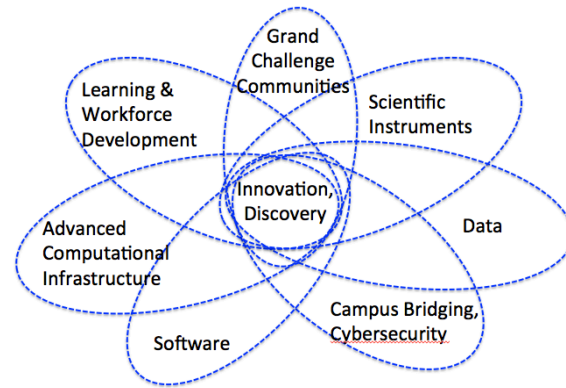 Grand
Challenge
Communities
Learning &
Workforce
Development
Scientific
Instruments
Innovation,
Discovery
Advanced
Computational
Infrastructure
Data
Campus Bridging,
Cybersecurity
Software